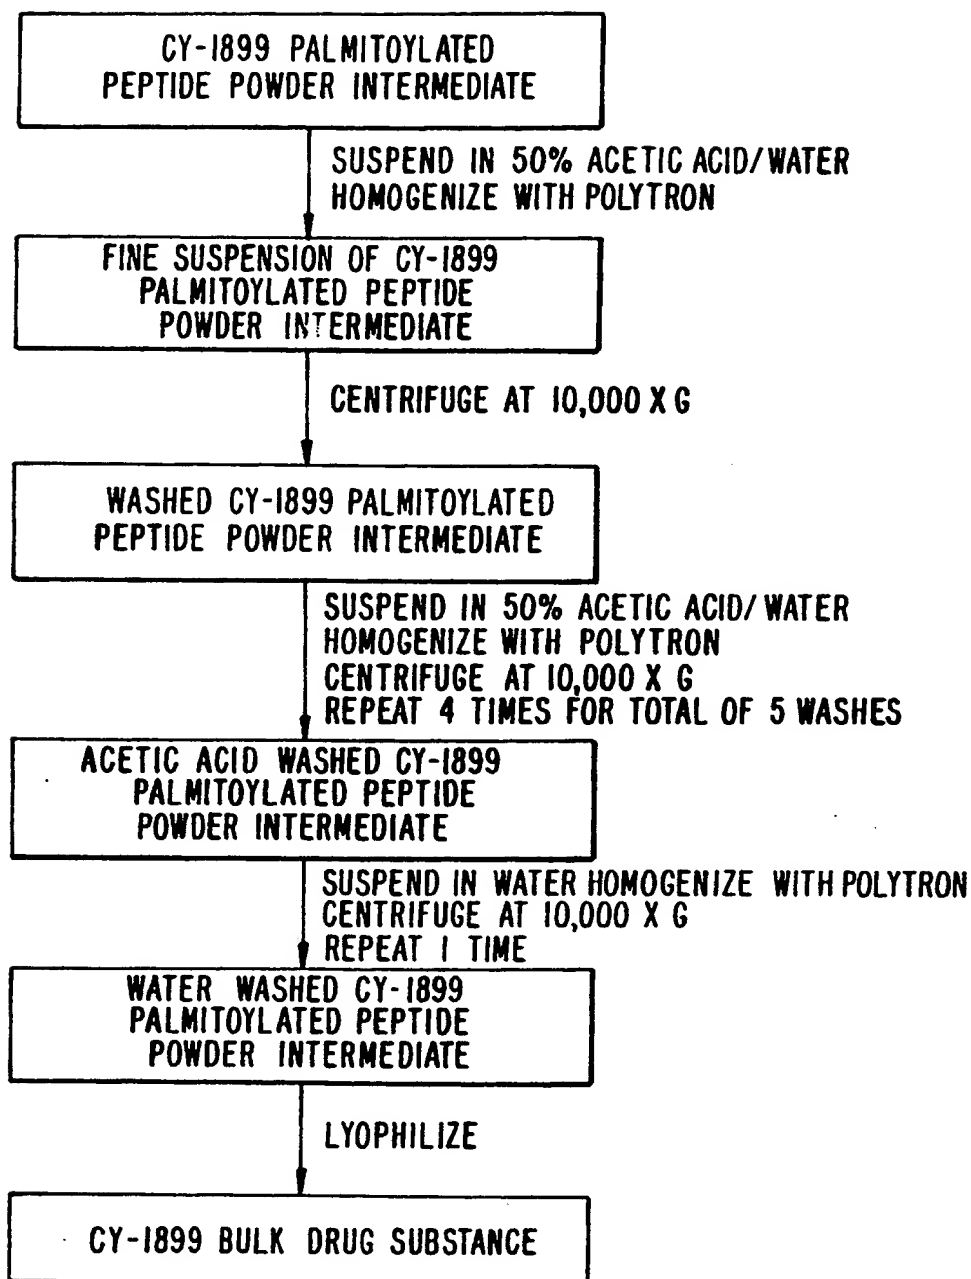 CY-1899 PALMITOYLATED
PEPTIDE POWDER INTERMEDIATE
SUSPEND IN 50% ACETIC ACID/WATER
HOMOGENIZE WITH POLYTRON
FINE SUSPENSION OF CY-1899
PALMITOYLATED PEPTIDE
POWDER INTERMEDIATE
CENTRIFUGE AT 10,000 X G
WASHED CY-1899 PALMITOYLATED
PEPTIDE POWDER INTERMEDIATE
SUSPEND IN 50% ACETIC ACID/WATER
HOMOGENIZE WITH POLYTRON
CENTRIFUGE AT 10,000 X G
REPEAT 4 TIMES FOR TOTAL OF 5 WASHES
ACETIC ACID WASHED CY-1899
PALMITOYLATED PEPTIDE
POWDER INTERMEDIATE
SUSPEND IN WATER HOMOGENIZE WITH POLYTRON
CENTRIFUGE AT 10,000 X G
REPEAT 1 TIME
WATER WASHED CY-1899
PALMITOYLATED PEPTIDE
POWDER INTERMEDIATE
LYOPHILIZE
CY-1899 BULK DRUG SUBSTANCE